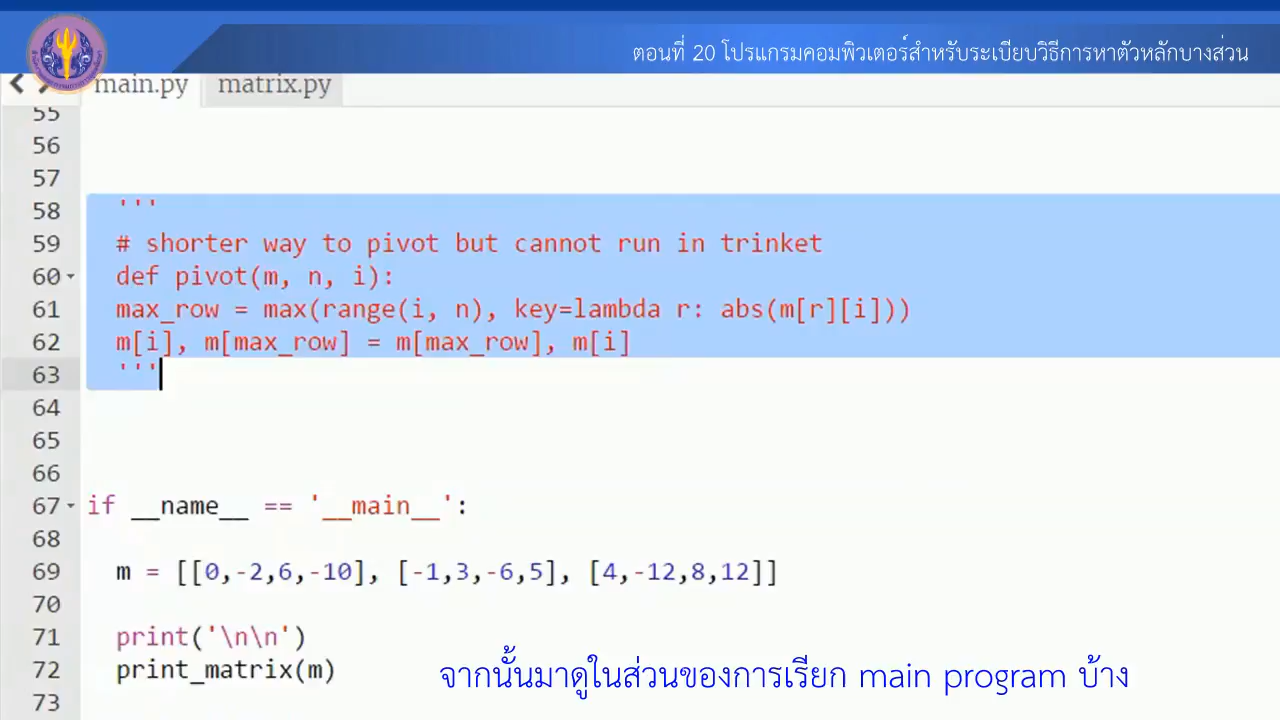 ตอนที่ 20 โปรแกรมคอมพิวเตอร์สำหรับระเบียบวิธีการหาตัวหลักบางส่วน
main.py matrix.py
55
56
57
58 '''
59 # shorter way to pivot but cannot run in trinket
60 def pivot(m, n, i):
61 max_row = max(range(i, n), key=lambda r: abs(m[r][i]))
62 m[i], m[max_row] = m[max_row], m[i]
63 '''
64
65
66
67 if __name__ == '__main__':
68
69 m = [[0,-2,6,-10], [-1,3,-6,5], [4,-12,8,12]]
70
71 print('\n\n')
72 print_matrix(m)
73
จากนั้นมาดูในส่วนของการเรียก main program บ้าง